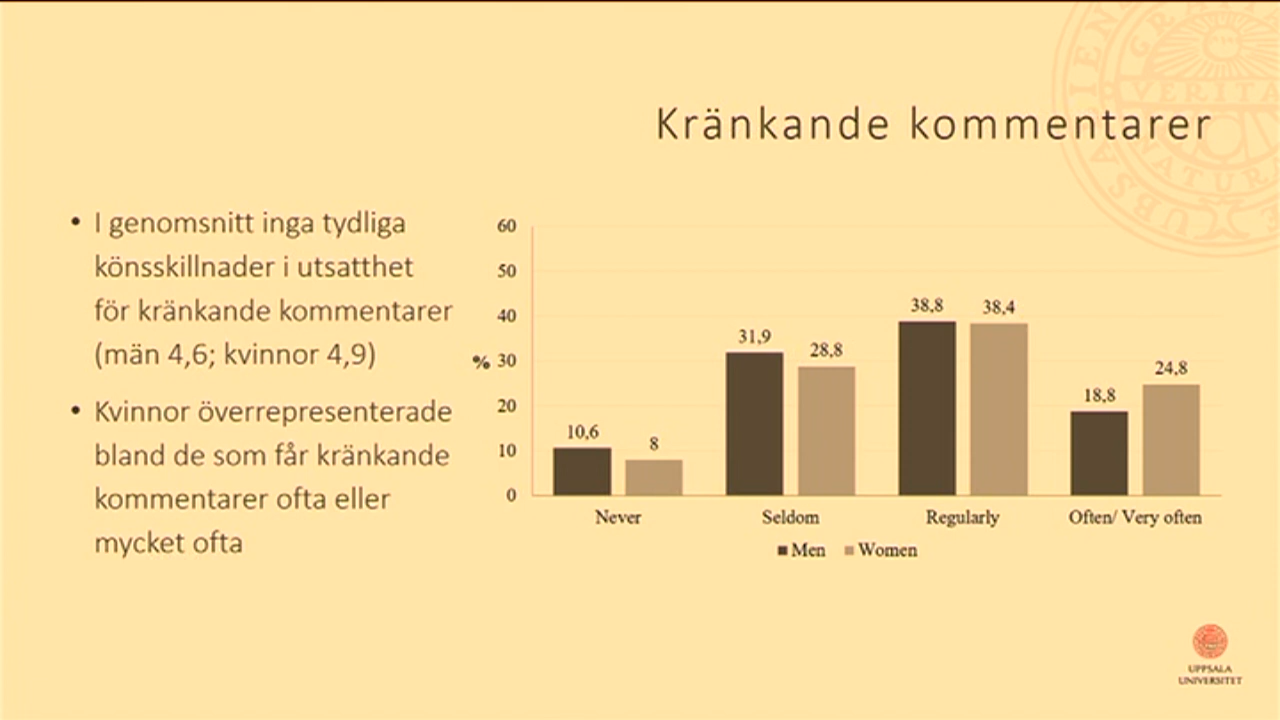 Kränkande kommentarer
• I genomsnitt inga tydliga
könsskillnader i utsatthet
för kränkande kommentarer
(män 4,6; kvinnor 4,9)
• Kvinnor överrepresenterade
bland de som får kränkande
kommentarer ofta eller
mycket ofta
60
50
40
% 30
20
10
0
10,6 8 31,9 28,8 38,8 38,4 18,8 24,8
Never Seldom Regularly Often/ Very often
Men Women
VERITA
NATUR
UPPSALA
UNIVERSITET